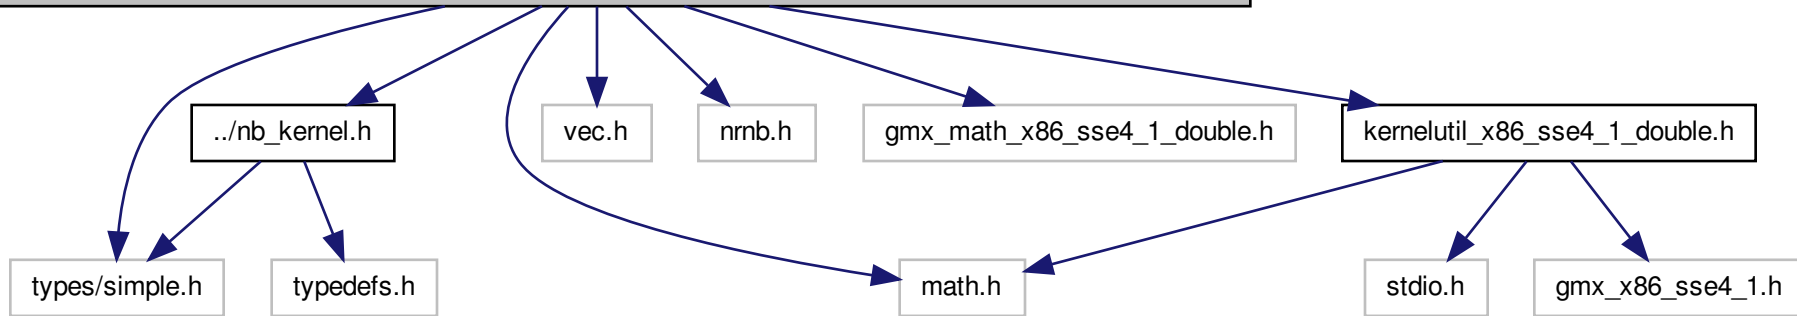 ../nb_kernel.h
vec.h
nrnb.h
gmx_math_x86_sse4_1_double.h
kernelutil_x86_sse4_1_double.h
types/simple.h
typedefs.h
math.h
stdio.h
gmx_x86_sse4_1.h